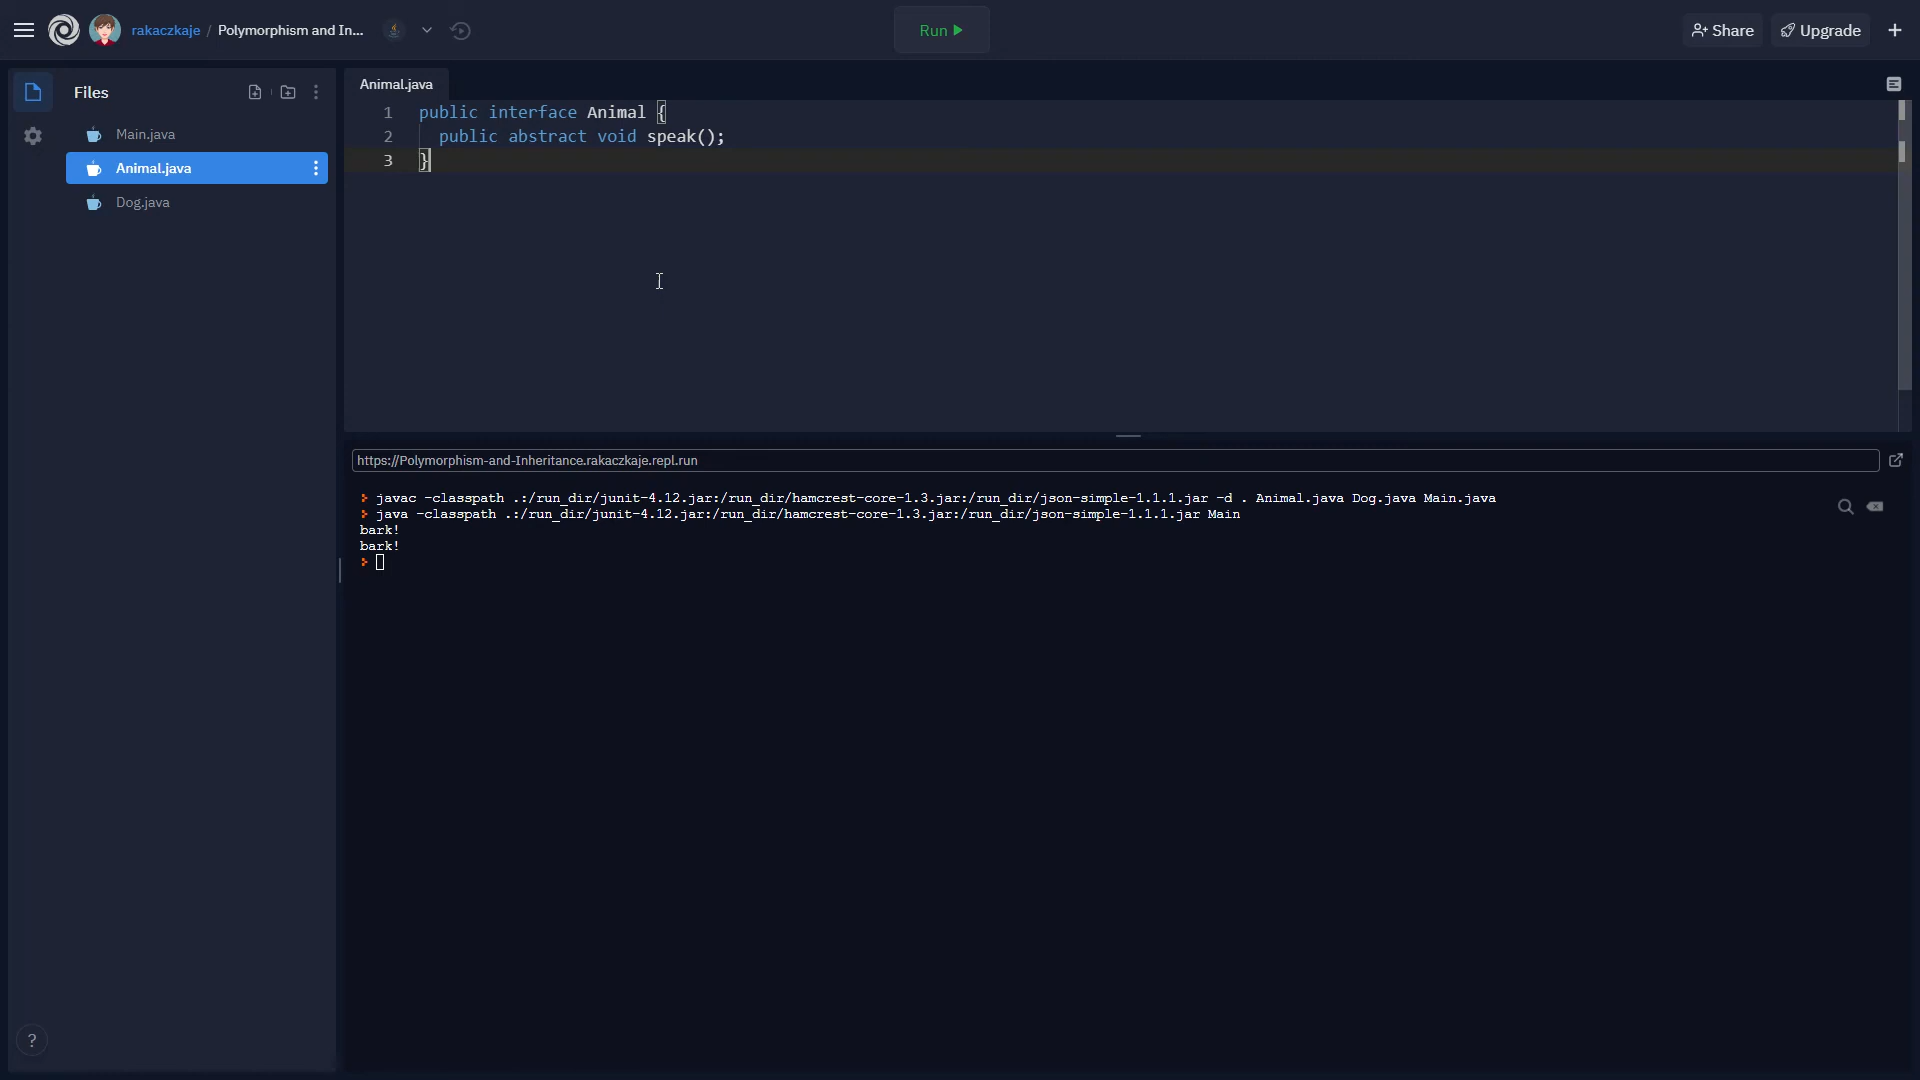 rakaczkaje / Polymorphism and In...
Run
Share
Upgrade
Files
Main.java
Animal.java
Dog.java
Animal.java
1 public interface Animal {
2 public abstract void speak();
3 }
https://Polymorphism-and-Inheritance.rakaczkaje.repl.run
javac -classpath .:/run_dir/junit-4.12.jar:/run_dir/hamcrest-core-1.3.jar:/run_dir/json-simple-1.1.1.jar -d . Animal.java Dog.java Main.java
java -classpath .:/run_dir/junit-4.12.jar:/run_dir/hamcrest-core-1.3.jar:/run_dir/json-simple-1.1.1.jar Main
bark!
bark!
?